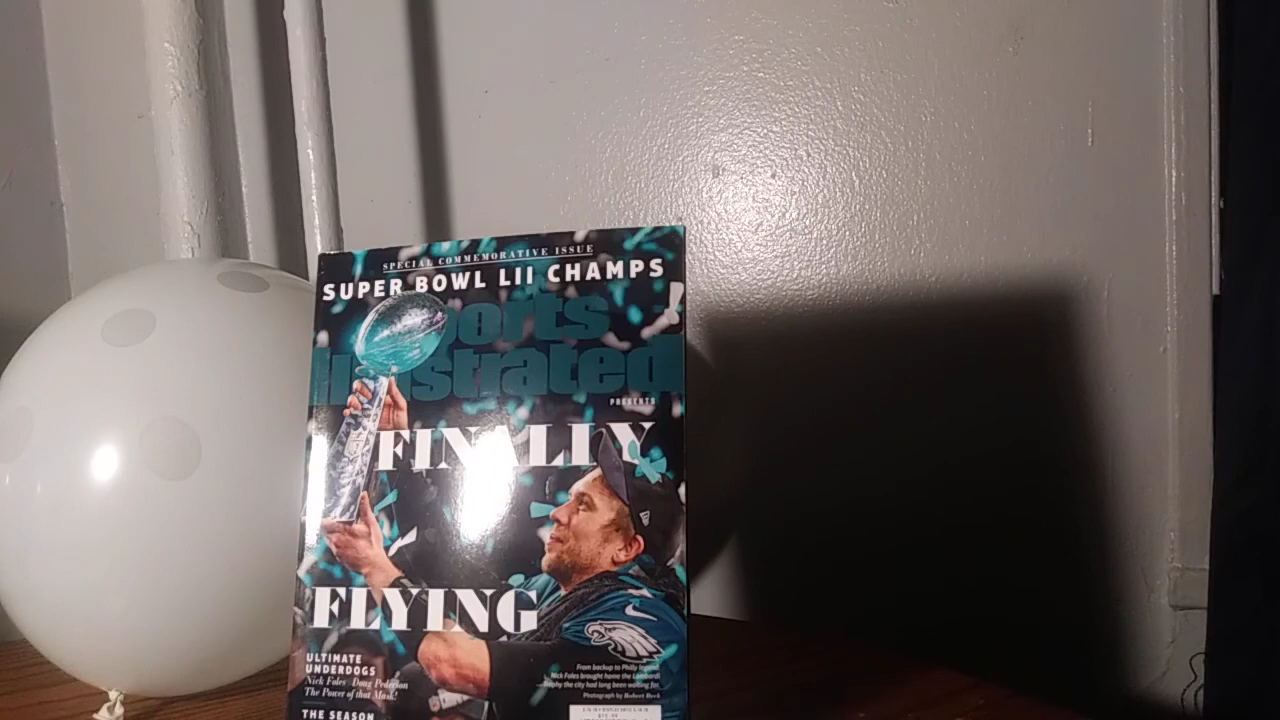 SPECIAL COMMEMORATIVE ISSUE
SUPER BOWL LII CHAMPS
Sports
Illustrated
PRESENTS
FINALLY
FLYING
ULTIMATE
UNDERDOGS
Nick Foles Doug Pederson
The Power of that Mask!
THE SEASON
From backup to Philly legend:
Nick Foles brought home the Lombardi
Trophy the city had long been waiting for.
Photograph by Robert Beck